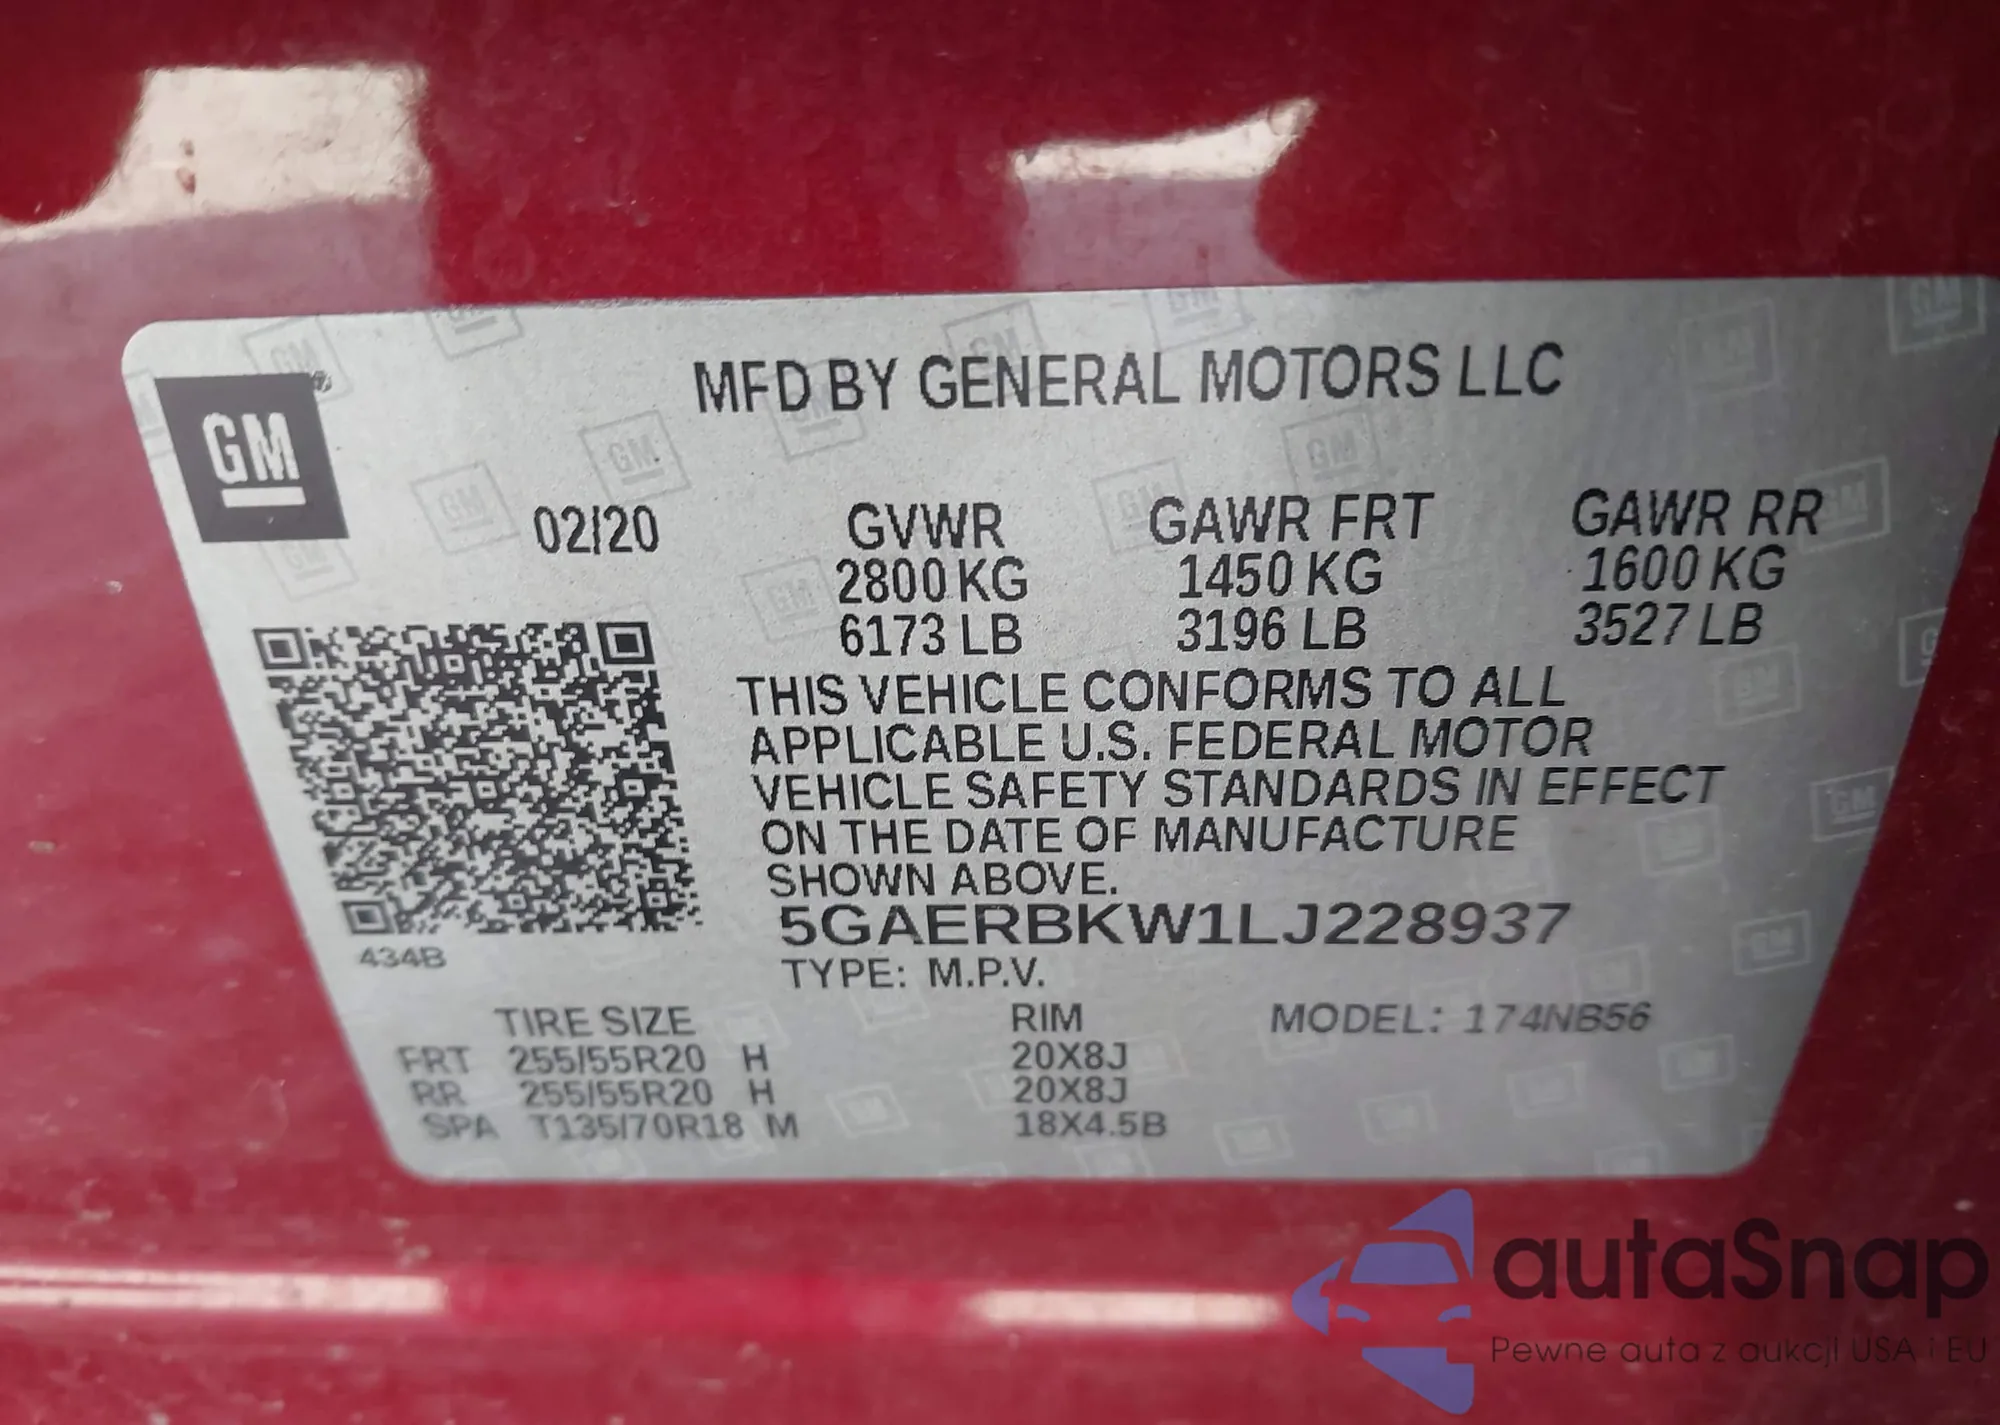 MFD BY GENERAL MOTORS LLC
GM
02/20 GVWR GAWR FRT GAWR RR
2800 KG 1450 KG 1600 KG
6173 LB 3196 LB 3527 LB
THIS VEHICLE CONFORMS TO ALL
APPLICABLE U.S. FEDERAL MOTOR
VEHICLE SAFETY STANDARDS IN EFFECT
ON THE DATE OF MANUFACTURE
SHOWN ABOVE.
5GAERBKW1LJ228937
434B
TYPE: M.P.V.
TIRE SIZE RIM MODEL: 174NB56
FRT 255/55R20 H 20X8J
RR 255/55R20 H 20X8J
SPA T135/70R18 M 18X4.5B
autaSnap
Pewne auta z aukcji USA i EU